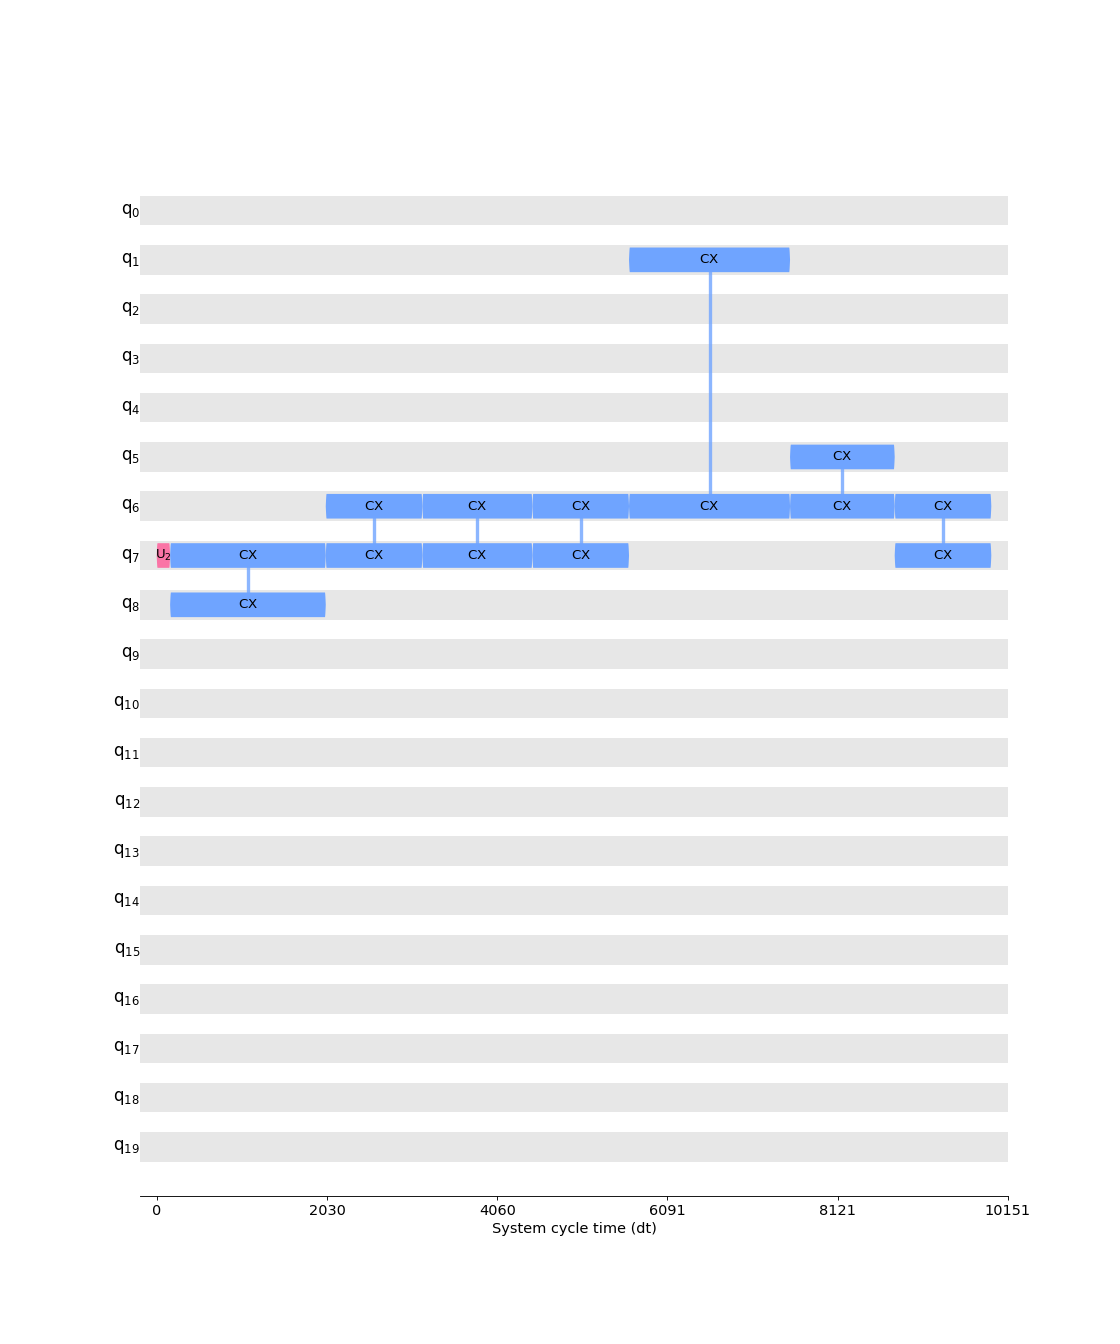 q0
q1 CX
q2
q3
q4
q5 CX
q6 CX CX CX CX CX CX
q7 U2 CX CX CX CX CX
q8 CX
q9
q10
q11
q12
q13
q14
q15
q16
q17
q18
q19
0 2030 4060 6091 8121 10151
System cycle time (dt)